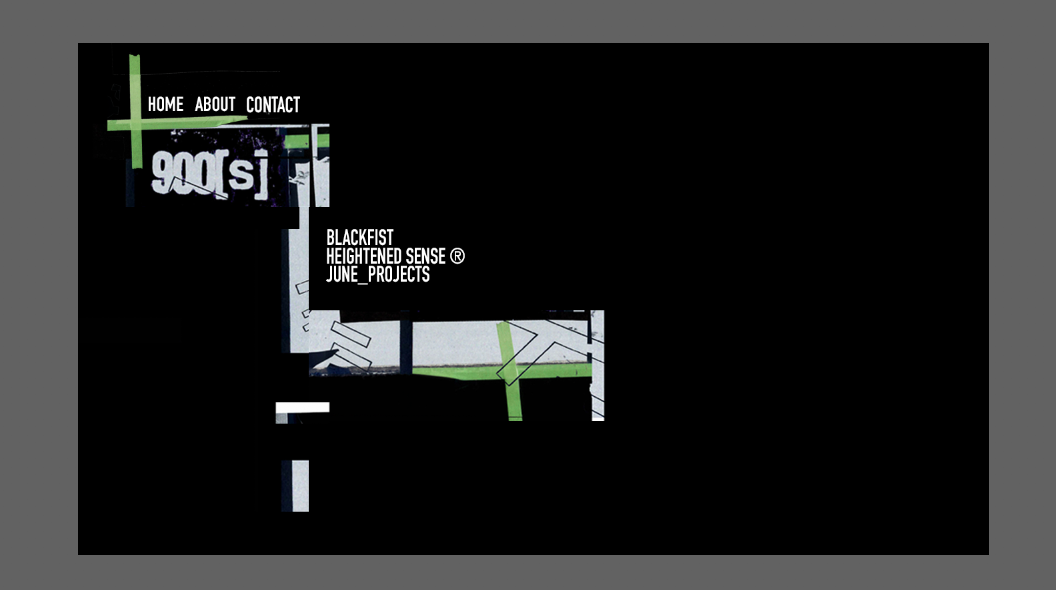 HOME ABOUT CONTACT
900[s]
BLACKFIST
HEIGHTENED SENSE ®
JUNE_PROJECTS